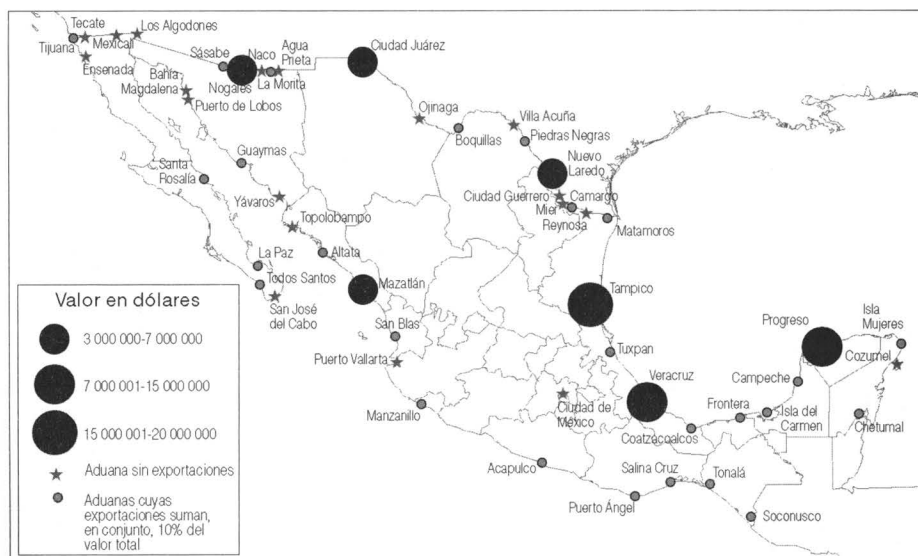 Tecate
Los Algodones
Tijuana
Mexicali
Ensenada
Sásabe
Naco
Agua
Prieta
Nogales
La Morita
Ciudad Juárez
Bahía
Magdalena
Puerto de Lobos
Ojinaga
Villa Acuña
Boquillas
Piedras Negras
Guaymas
Nuevo
Laredo
Santa
Rosalía
Yávaros
Ciudad Guerrero
Camargo
Mier
Reynosa
Matamoros
Topolobampo
Altata
La Paz
Todos Santos
Mazatlán
San José
del Cabo
Tampico
San Blas
Puerto Vallarta
Tuxpan
Progreso
Isla
Mujeres
Cozumel
Manzanillo
Ciudad de
México
Veracruz
Campeche
Frontera
Isla del
Carmen
Chetumal
Coatzacoalcos
Acapulco
Salina Cruz
Tonalá
Puerto Ángel
Soconusco
Valor en dólares
3 000 000-7 000 000
7 000 001-15 000 000
15 000 001-20 000 000
Aduana sin exportaciones
Aduanas cuyas
exportaciones suman,
en conjunto, 10% del
valor total